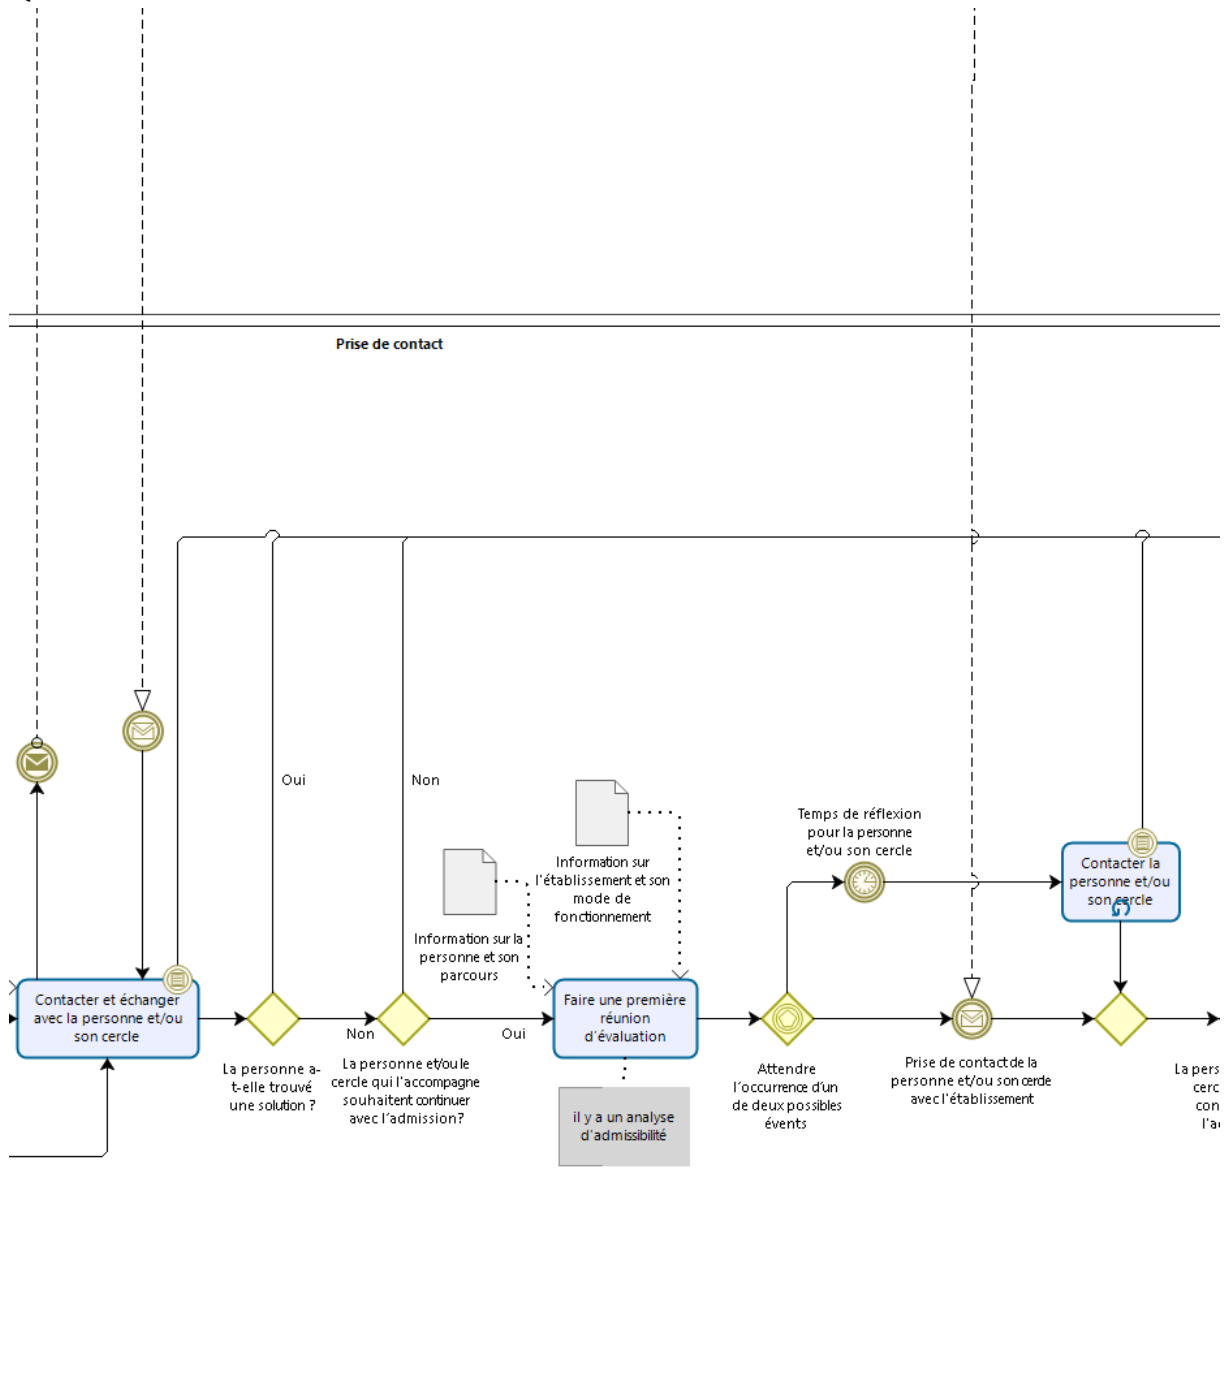 Prise de contact
Oui
Non
Temps de réflexion
pour la personne
et/ou son cercle
Information sur
l'établissement et son
mode de
fonctionnement
Contacter la
personne et/ou
son cercle
Information sur la
personne et son
parcours
Contacter et échanger
avec la personne et/ou
son cercle
Non
Oui
Faire une première
réunion
d'évaluation
La personne a-
t-elle trouvé
une solution ?
La personne et/ou le
cercle qui l'accompagne
souhaitent continuer
avec l'admission?
Attendre
l'occurrence d'un
de deux possibles
évents
Prise de contact de la
personne et/ou son cercle
avec l'établissement
La pers
cerc
con
l'a
il y a un analyse
d'admissibilité